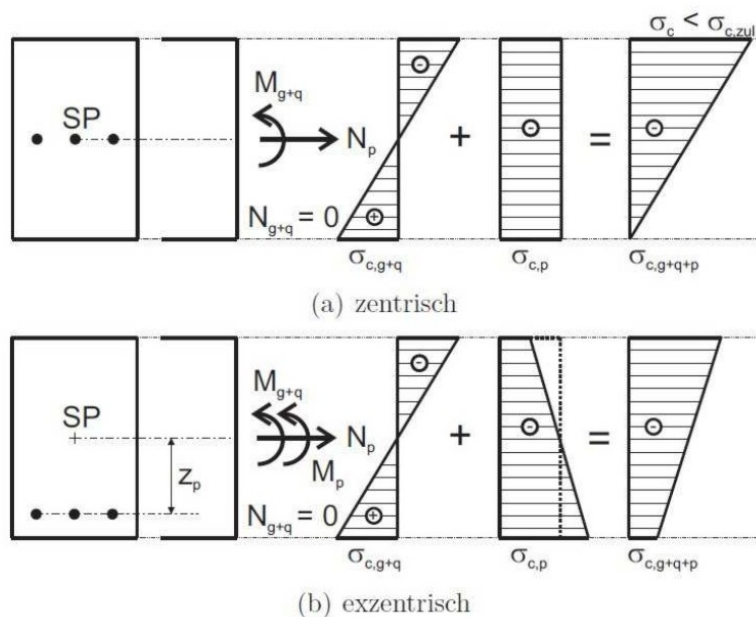 σc < σc,zul
Mg+q
SP
Np
- + - = -
Ng+q = 0
+
σc,g+q σc,p σc,g+q+p
(a) zentrisch
Mg+q
SP
Np
- + - = -
zp
Mp
Ng+q = 0
+
σc,g+q σc,p σc,g+q+p
(b) exzentrisch